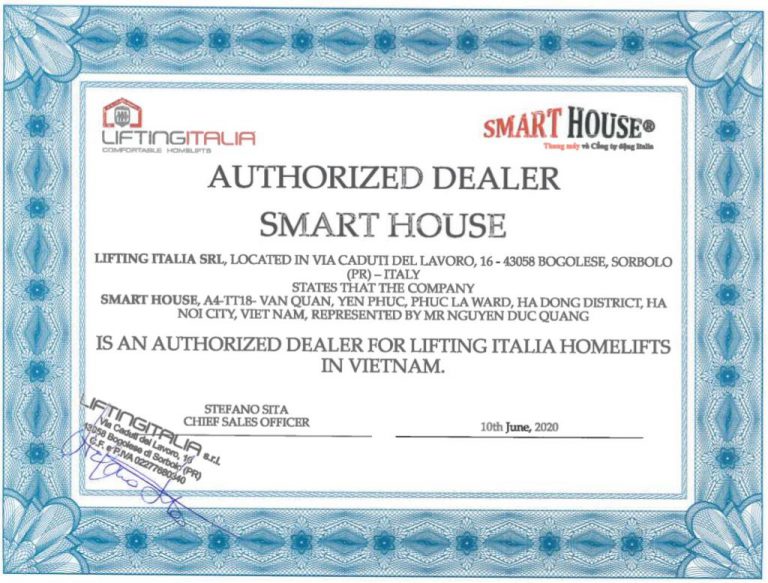 LIFTINGITALIA
COMFORTABLE HOMELIFTS
SMART HOUSE®
Thang máy và Cổng tự động Italia
AUTHORIZED DEALER
SMART HOUSE
LIFTING ITALIA SRL, LOCATED IN VIA CADUTI DEL LAVORO, 16 - 43058 BOGOLESE, SORBOLO
(PR) – ITALY
STATES THAT THE COMPANY
SMART HOUSE, A4-TT18- VAN QUAN, YEN PHUC, PHUC LA WARD, HA DONG DISTRICT, HA
NOI CITY, VIET NAM, REPRESENTED BY MR NGUYEN DUC QUANG
IS AN AUTHORIZED DEALER FOR LIFTING ITALIA HOMELIFTS
IN VIETNAM.
STEFANO SITA
CHIEF SALES OFFICER
10th June, 2020
LIFTINGITALIA s.r.l.
Via Caduti del Lavoro, 16
43058 Bogolese di Sorbolo (PR)
C.F. e P.IVA 02277680340